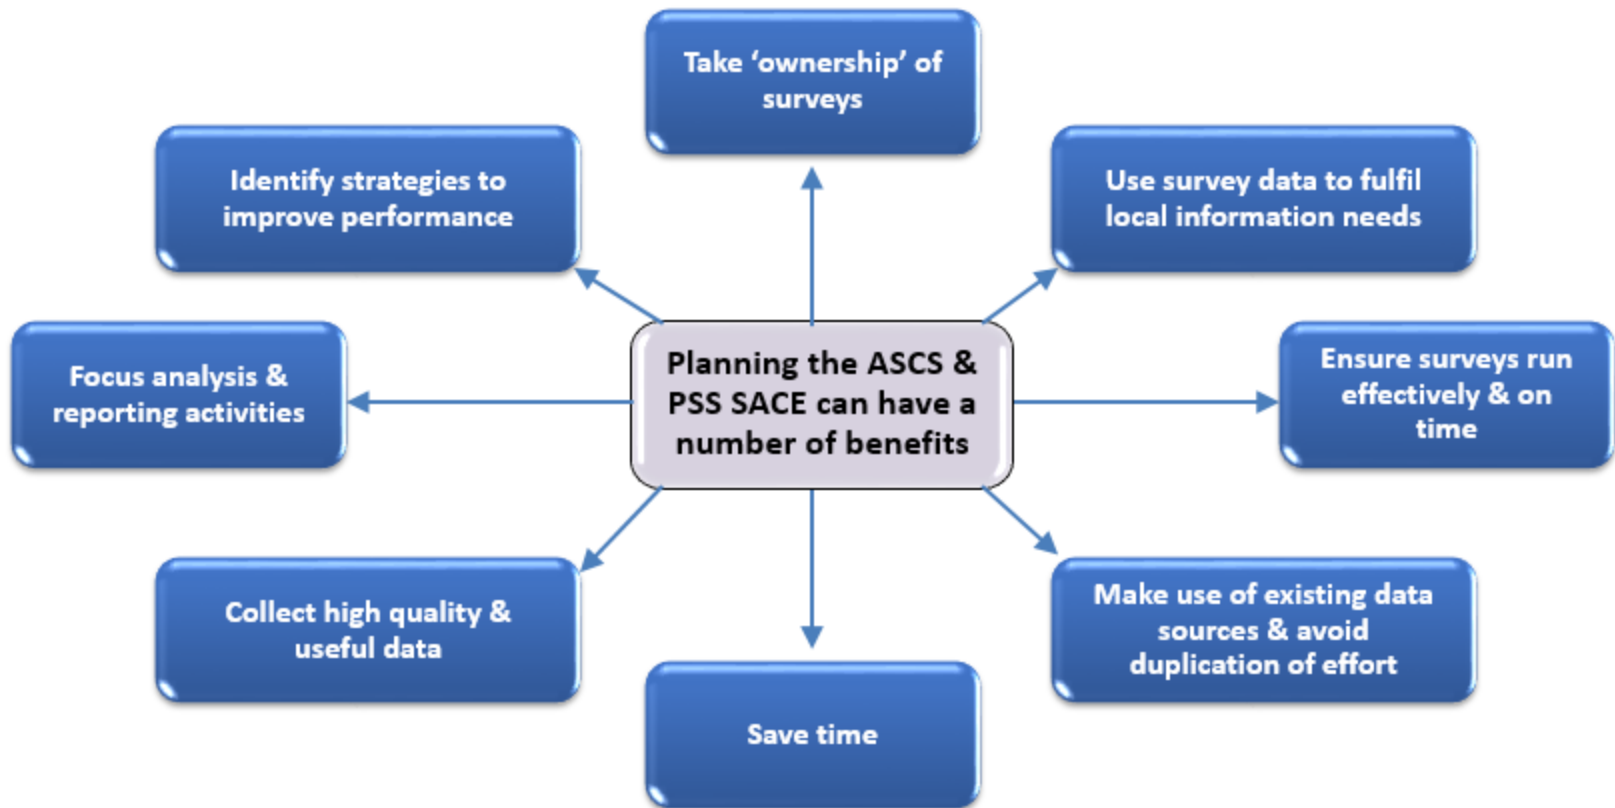 Take ‘ownership’ of
surveys
Identify strategies to
improve performance
Use survey data to fulfil
local information needs
Focus analysis &
reporting activities
Planning the ASCS &
PSS SACE can have a
number of benefits
Ensure surveys run
effectively & on
time
Collect high quality &
useful data
Make use of existing data
sources & avoid
duplication of effort
Save time